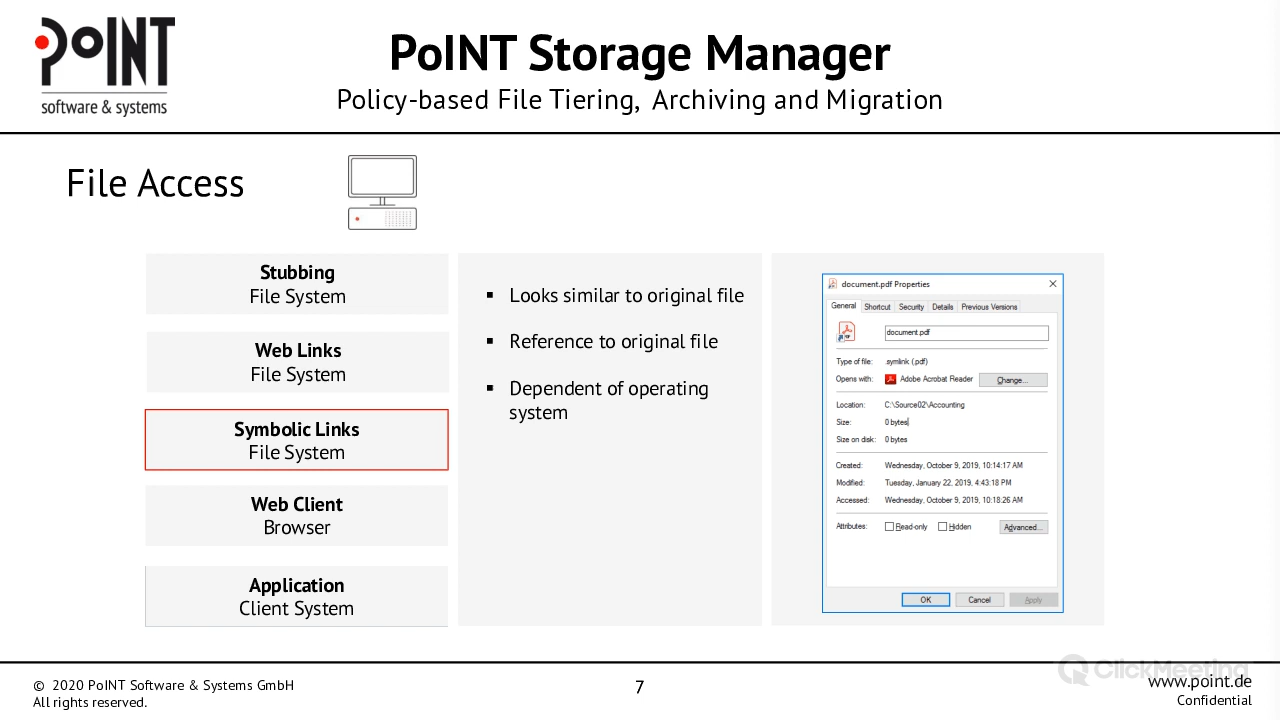 PoINT
software & systems
PoINT Storage Manager
Policy-based File Tiering, Archiving and Migration
File Access
Stubbing
File System
Web Links
File System
Symbolic Links
File System
Web Client
Browser
Application
Client System
▪ Looks similar to original file
▪ Reference to original file
▪ Dependent of operating
system
document.pdf Properties
General Shortcut Security Details Previous Versions
document.pdf
Type of file: symlink (.pdf)
Opens with: Adobe Acrobat Reader Change...
Location: C:\Source02\Accounting
Size: 0 bytes
Size on disk: 0 bytes
Created: Wednesday, October 9, 2019, 10:14:17 AM
Modified: Tuesday, January 22, 2019, 4:43:18 PM
Accessed: Wednesday, October 9, 2019, 10:18:26 AM
Attributes: Read-only Hidden Advanced...
OK Cancel Apply
© 2020 PoINT Software & Systems GmbH
All rights reserved.
7
ClickMeeting
www.point.de
Confidential